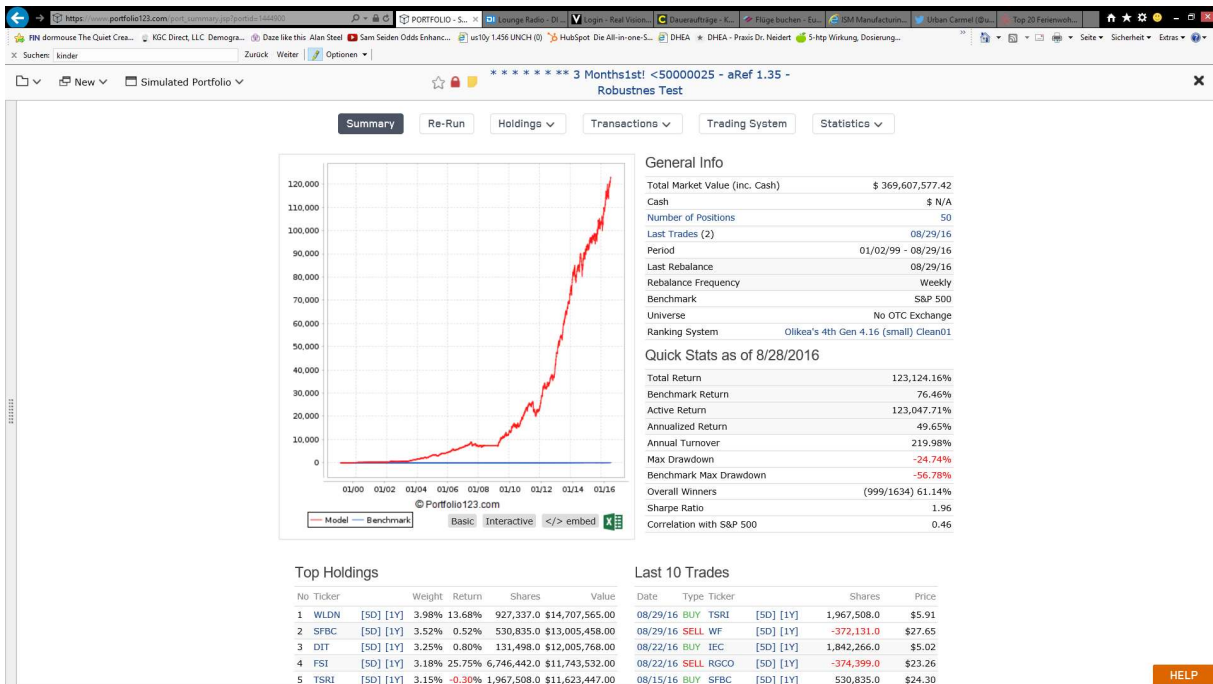 https://www.portfolio123.com/port_summary.jsp?portid=1444900
PORTFOLIO - S... × Lounge Radio - DI ... Login - Real Vision... Daueraufträge - K... Flüge buchen - Eu... ISM Manufacturin... Urban Carmel (@u... Top 20 Ferienwoh...
FIN dormouse The Quiet Crea... KGC Direct, LLC Demogra... Daze like this Alan Steel Sam Seiden Odds Enhanc... us10y 1.456 UNCH (0) HubSpot Die All-in-one-S... DHEA DHEA - Praxis Dr. Neidert 5-htp Wirkung, Dosierung... » Seite Sicherheit Extras
× Suchen: kinder Zurück Weiter Optionen
New Simulated Portfolio * * * * * * * ** 3 Months1st! <50000025 - aRef 1.35 -
Robustnes Test
Summary Re-Run Holdings Transactions Trading System Statistics
120,000
110,000
100,000
90,000
80,000
70,000
60,000
50,000
40,000
30,000
20,000
10,000
0
01/00 01/02 01/04 01/06 01/08 01/10 01/12 01/14 01/16
© Portfolio123.com
Model Benchmark Basic Interactive </> embed
General Info
Total Market Value (inc. Cash) $ 369,607,577.42
Cash $ N/A
Number of Positions 50
Last Trades (2) 08/29/16
Period 01/02/99 - 08/29/16
Last Rebalance 08/29/16
Rebalance Frequency Weekly
Benchmark S&P 500
Universe No OTC Exchange
Ranking System Olikea's 4th Gen 4.16 (small) Clean01
Quick Stats as of 8/28/2016
Total Return 123,124.16%
Benchmark Return 76.46%
Active Return 123,047.71%
Annualized Return 49.65%
Annual Turnover 219.98%
Max Drawdown -24.74%
Benchmark Max Drawdown -56.78%
Overall Winners (999/1634) 61.14%
Sharpe Ratio 1.96
Correlation with S&P 500 0.46
Top Holdings
No Ticker Weight Return Shares Value
1 WLDN [5D] [1Y] 3.98% 13.68% 927,337.0 $14,707,565.00
2 SFBC [5D] [1Y] 3.52% 0.52% 530,835.0 $13,005,458.00
3 DIT [5D] [1Y] 3.25% 0.80% 131,498.0 $12,005,768.00
4 FSI [5D] [1Y] 3.18% 25.75% 6,746,442.0 $11,743,532.00
5 TSRI [5D] [1Y] 3.15% -0.30% 1,967,508.0 $11,623,447.00
Last 10 Trades
Date Type Ticker Shares Price
08/29/16 BUY TSRI [5D] [1Y] 1,967,508.0 $5.91
08/29/16 SELL WF [5D] [1Y] -372,131.0 $27.65
08/22/16 BUY IEC [5D] [1Y] 1,842,266.0 $5.02
08/22/16 SELL RGCO [5D] [1Y] -374,399.0 $23.26
08/15/16 BUY SFBC [5D] [1Y] 530,835.0 $24.30
HELP